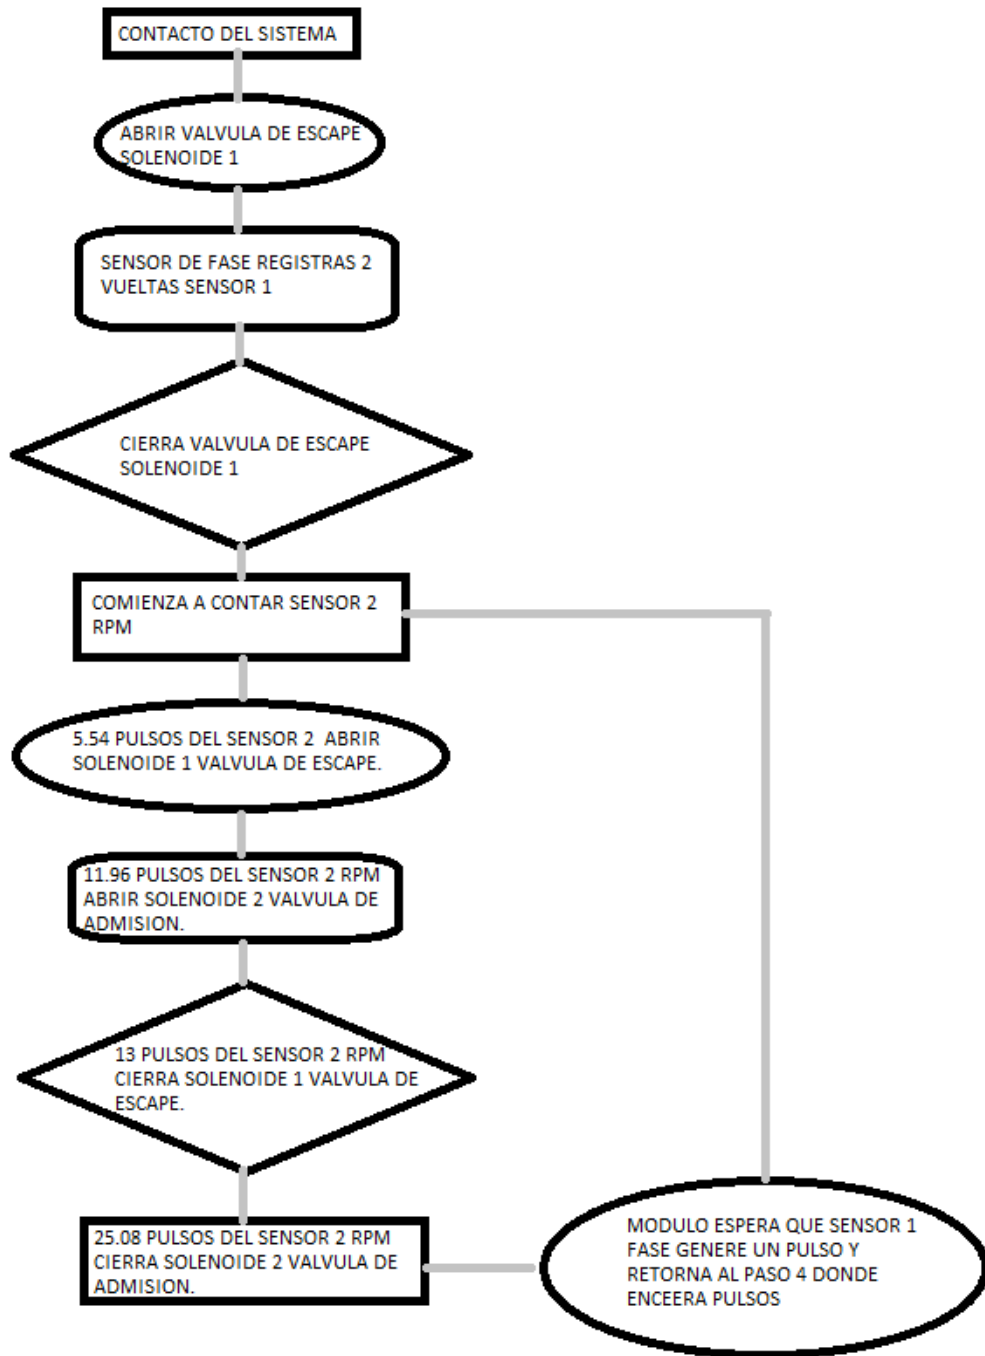 CONTACTO DEL SISTEMA
ABRIR VALVULA DE ESCAPE
SOLENOIDE 1
SENSOR DE FASE REGISTRAS 2
VUELTAS SENSOR 1
CIERRA VALVULA DE ESCAPE
SOLENOIDE 1
COMIENZA A CONTAR SENSOR 2
RPM
5.54 PULSOS DEL SENSOR 2 ABRIR
SOLENOIDE 1 VALVULA DE ESCAPE.
11.96 PULSOS DEL SENSOR 2 RPM
ABRIR SOLENOIDE 2 VALVULA DE
ADMISION.
13 PULSOS DEL SENSOR 2 RPM
CIERRA SOLENOIDE 1 VALVULA DE
ESCAPE.
25.08 PULSOS DEL SENSOR 2 RPM
CIERRA SOLENOIDE 2 VALVULA DE
ADMISION.
MODULO ESPERA QUE SENSOR 1
FASE GENERE UN PULSO Y
RETORNA AL PASO 4 DONDE
ENCEERA PULSOS